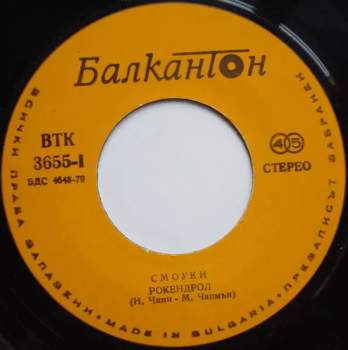 Балкантон
ВТК
3655-I
БДС 4648-79
45
СТЕРЕО
СМОУКИ
РОКЕНДРОЛ
(Н. Чинн - М. Чапмън)
ВСИЧКИ ПРАВА ЗАПАЗЕНИ • MADE IN BULGARIA • ПРЕЗАПИСЪТ ЗАБРАНЕН